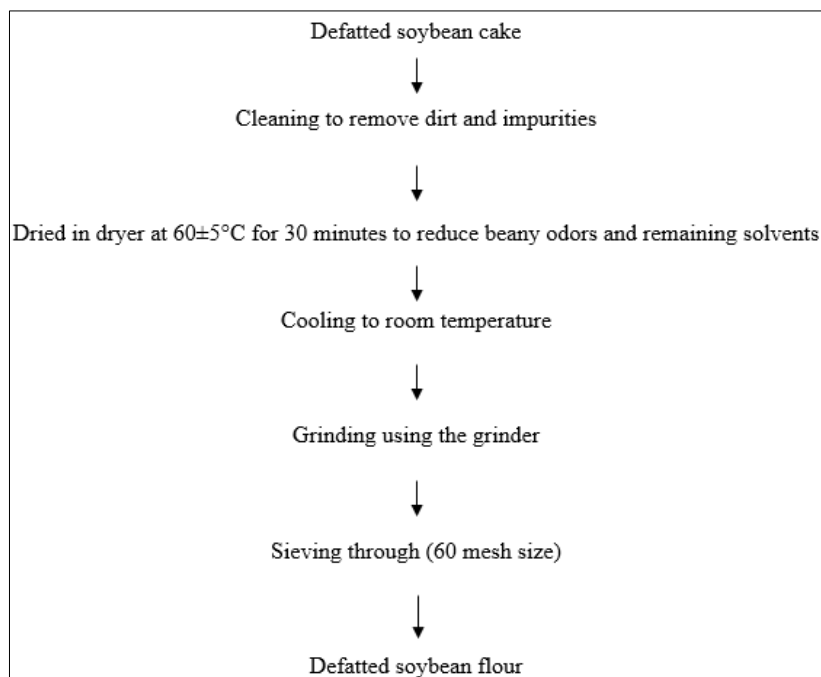 Defatted soybean cake
Cleaning to remove dirt and impurities
Dried in dryer at 60±5°C for 30 minutes to reduce beany odors and remaining solvents
Cooling to room temperature
Grinding using the grinder
Sieving through (60 mesh size)
Defatted soybean flour